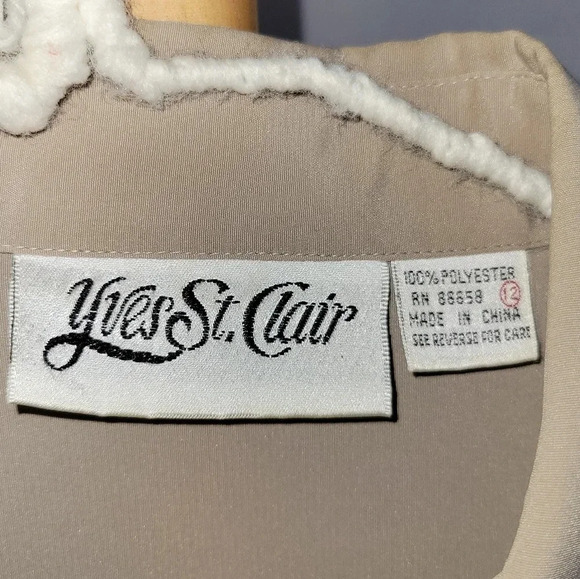 Yves St. Clair
100% POLYESTER
RN 88658 12
MADE IN CHINA
SEE REVERSE FOR CARE